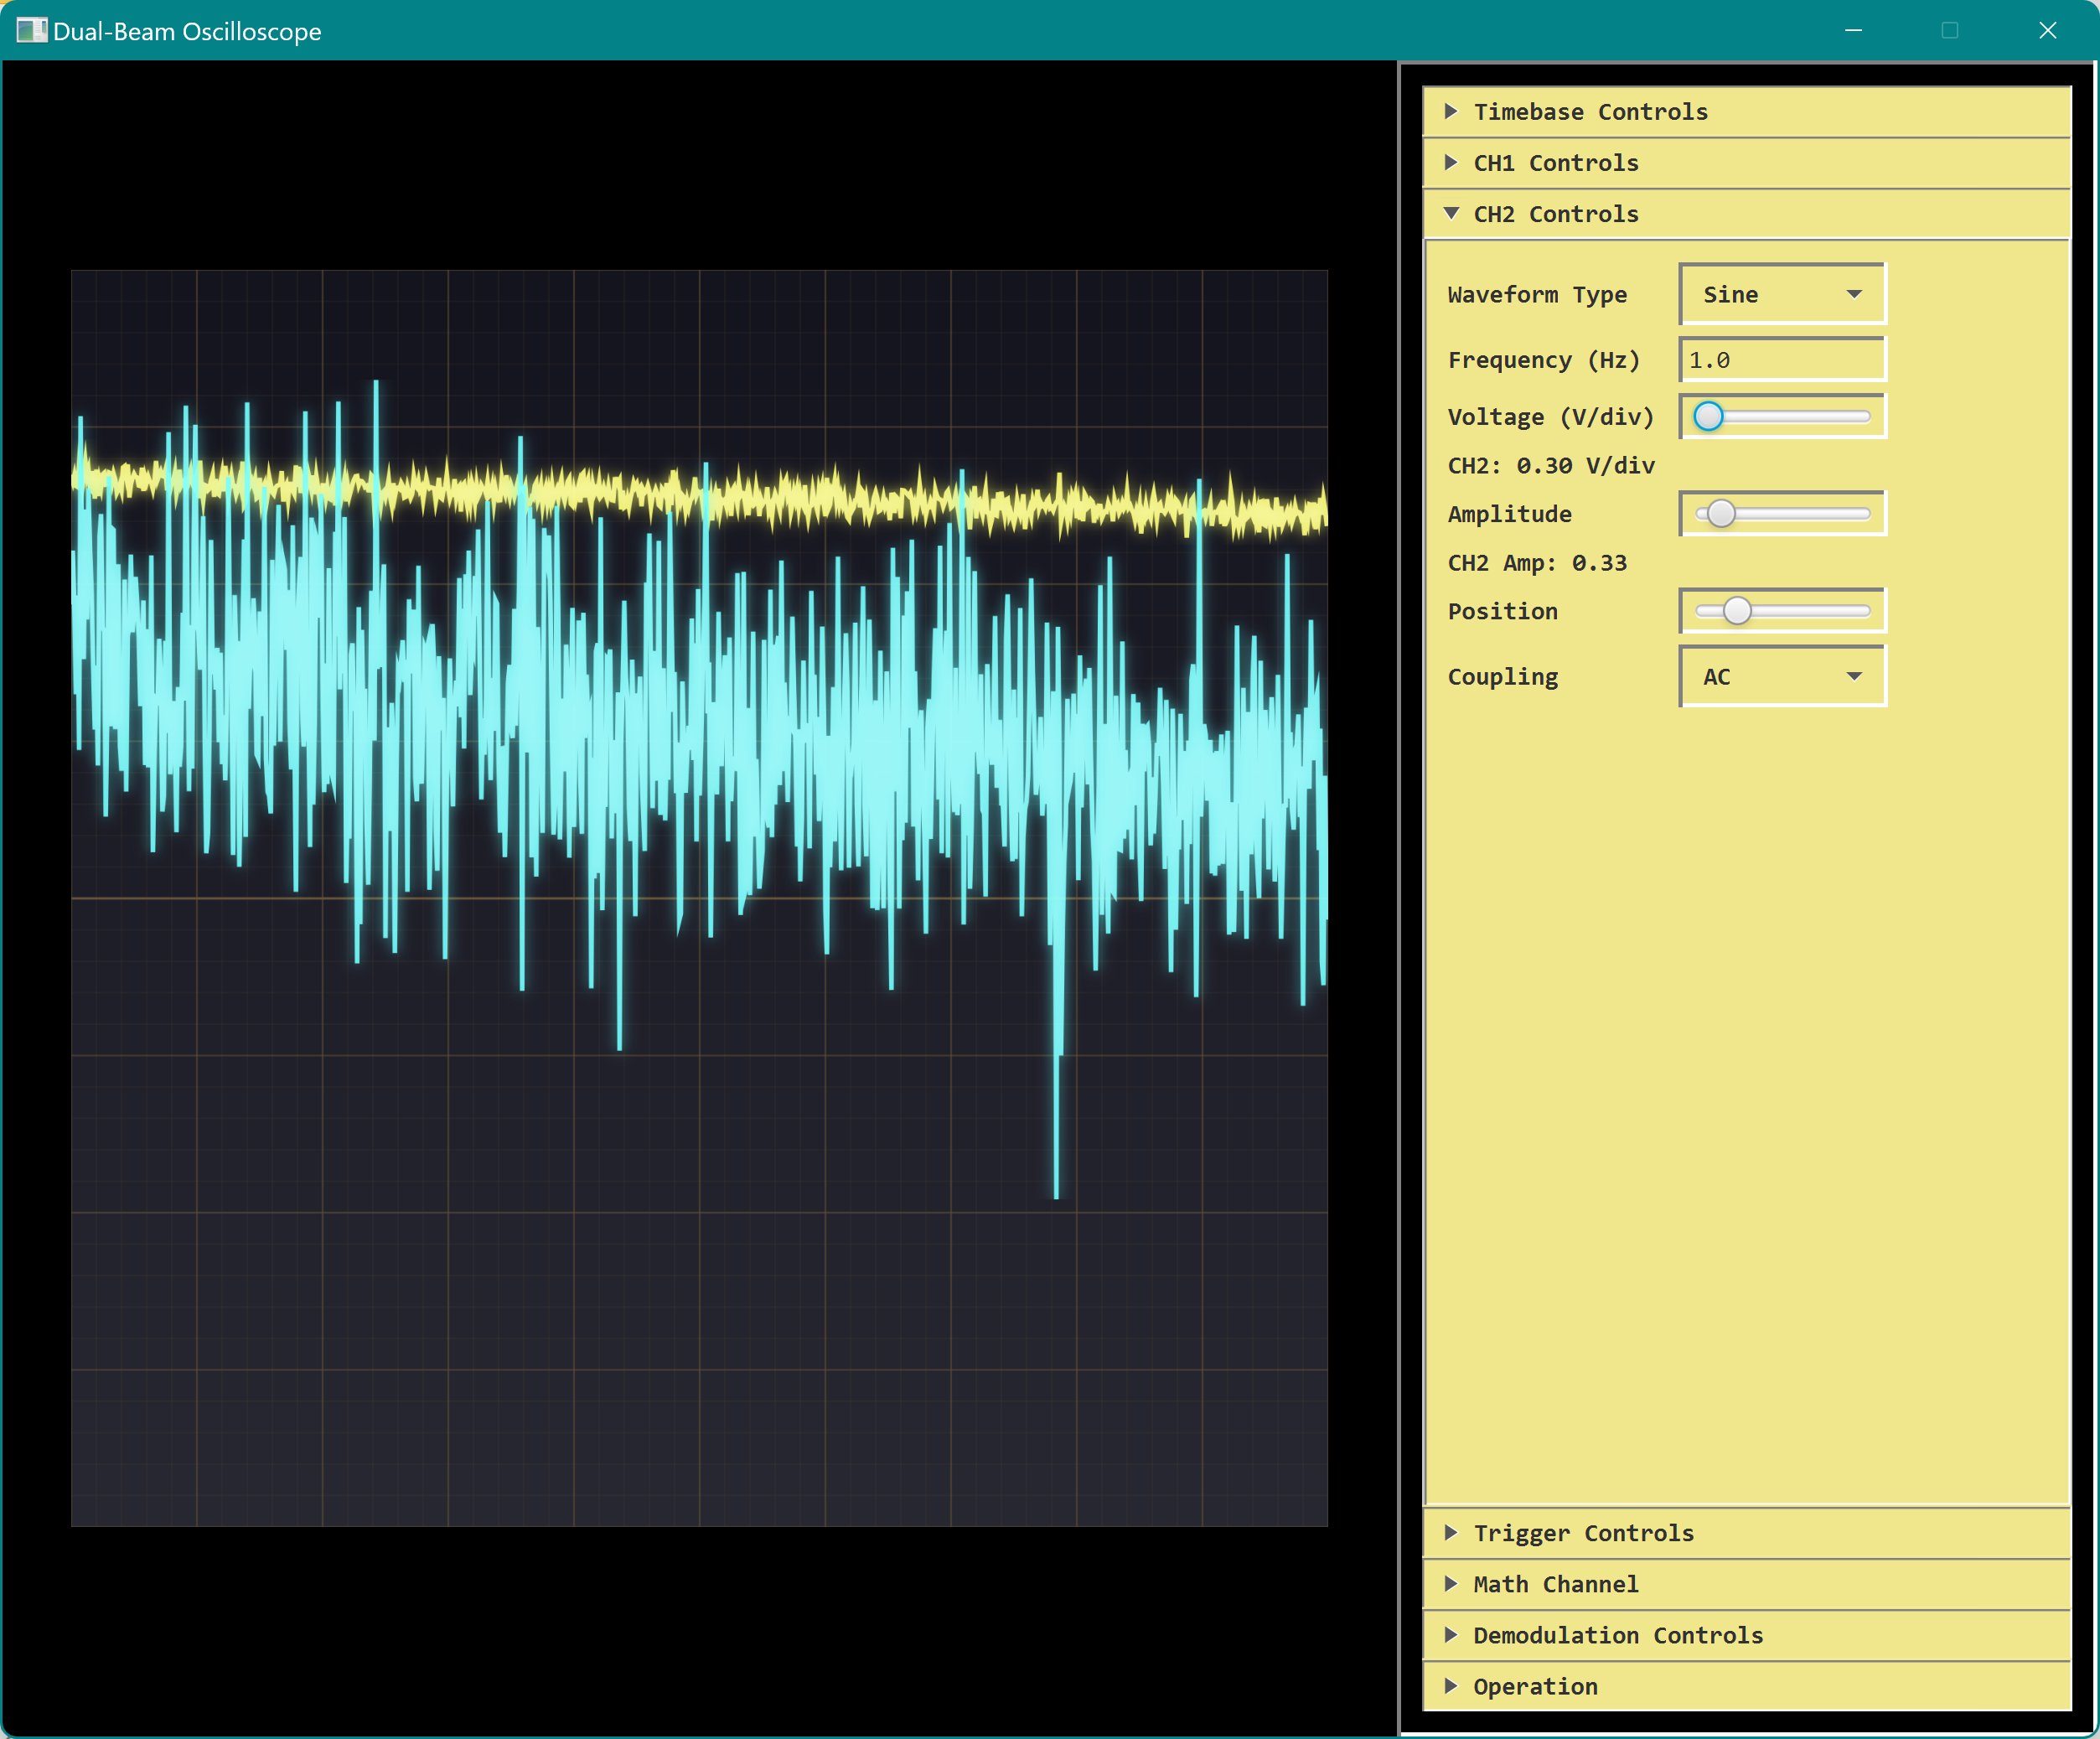 Dual-Beam Oscilloscope
Timebase Controls
CH1 Controls
CH2 Controls
Waveform Type Sine
Frequency (Hz) 1.0
Voltage (V/div)
CH2: 0.30 V/div
Amplitude
CH2 Amp: 0.33
Position
Coupling AC
Trigger Controls
Math Channel
Demodulation Controls
Operation